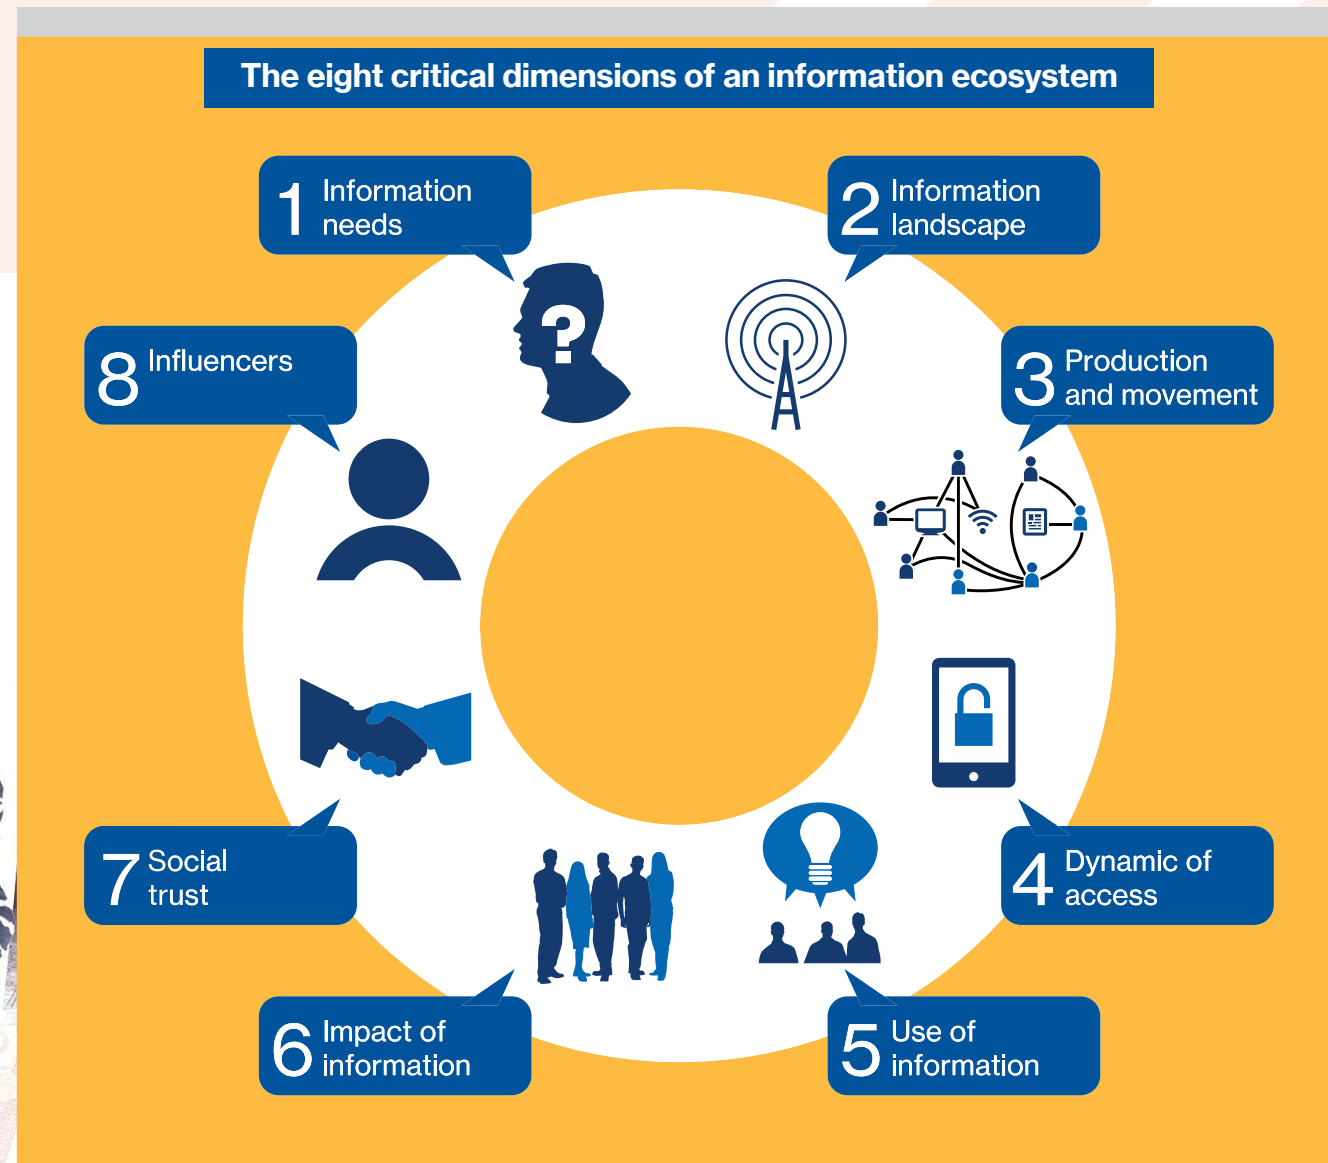 The eight critical dimensions of an information ecosystem
1 Information
needs
2 Information
landscape
3 Production
and movement
4 Dynamic of
access
5 Use of
information
6 Impact of
information
7 Social
trust
8 Influencers
?